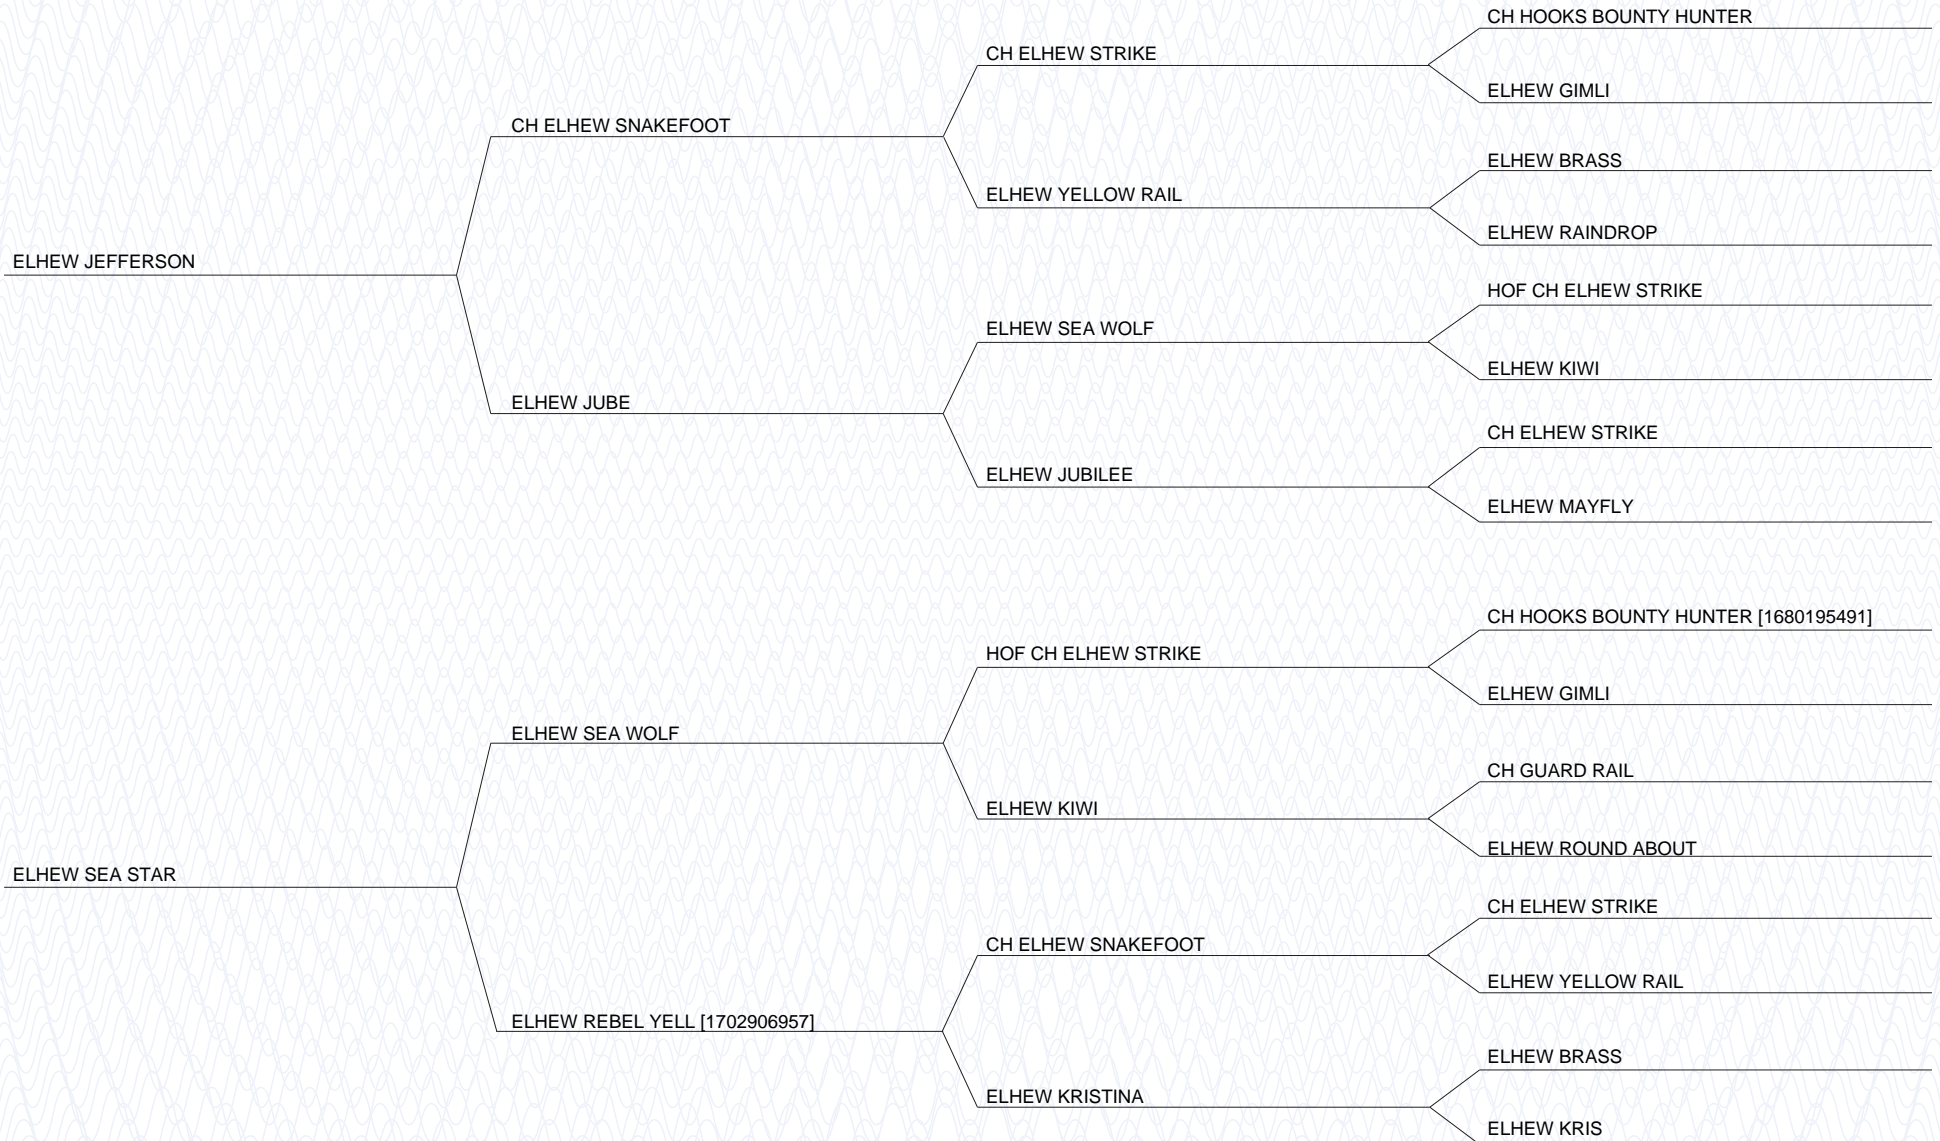 CH HOOKS BOUNTY HUNTER
CH ELHEW STRIKE
ELHEW GIMLI
CH ELHEW SNAKEFOOT
ELHEW BRASS
ELHEW YELLOW RAIL
ELHEW RAINDROP
ELHEW JEFFERSON
HOF CH ELHEW STRIKE
ELHEW SEA WOLF
ELHEW KIWI
ELHEW JUBE
CH ELHEW STRIKE
ELHEW JUBILEE
ELHEW MAYFLY
CH HOOKS BOUNTY HUNTER [1680195491]
HOF CH ELHEW STRIKE
ELHEW GIMLI
ELHEW SEA WOLF
CH GUARD RAIL
ELHEW KIWI
ELHEW ROUND ABOUT
ELHEW SEA STAR
CH ELHEW STRIKE
CH ELHEW SNAKEFOOT
ELHEW YELLOW RAIL
ELHEW REBEL YELL [1702906957]
ELHEW BRASS
ELHEW KRISTINA
ELHEW KRIS